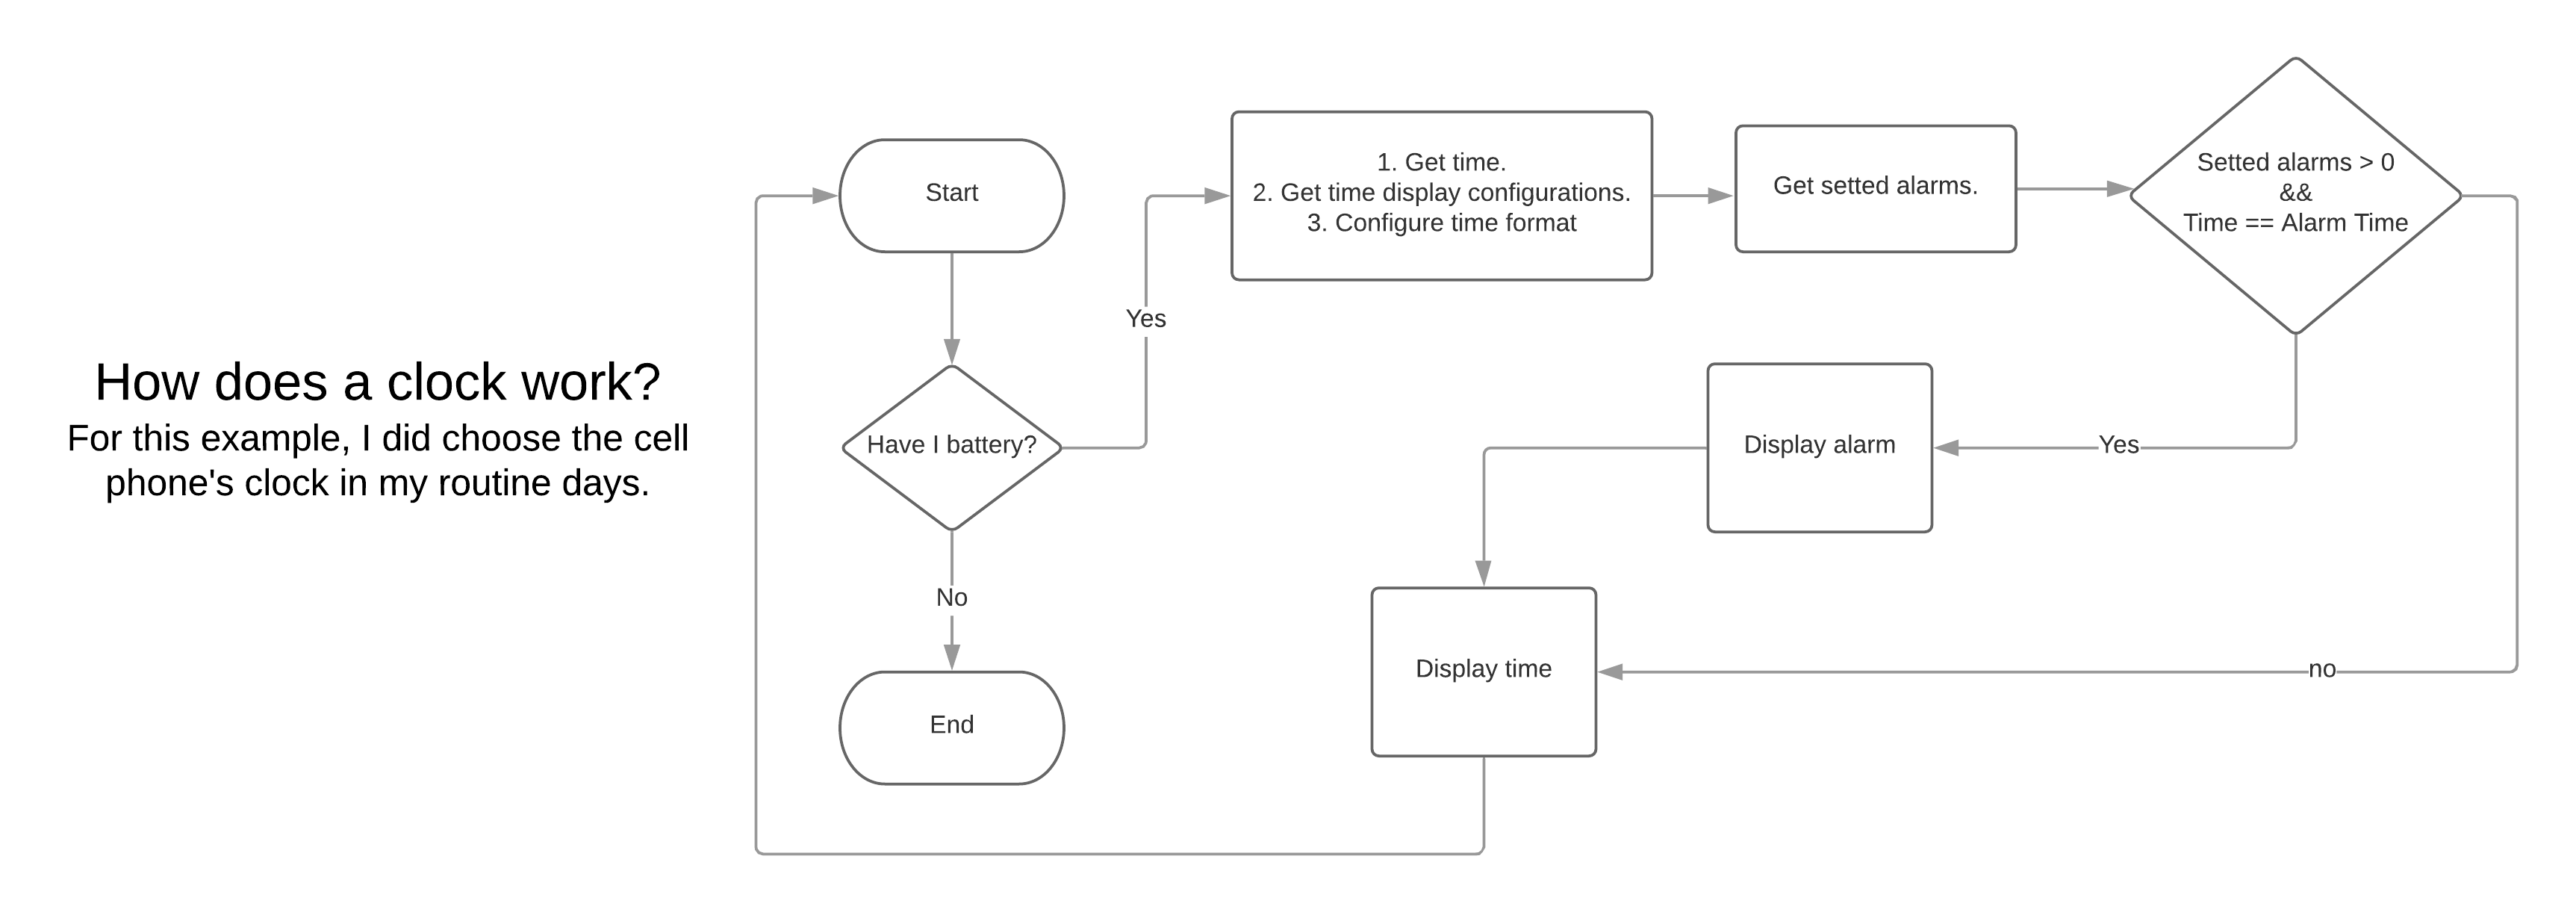 How does a clock work?
For this example, I did choose the cell
phone's clock in my routine days.
Start
Have I battery?
No
End
Yes
1. Get time.
2. Get time display configurations.
3. Configure time format
Get setted alarms.
Setted alarms > 0
&&
Time == Alarm Time
Yes
Display alarm
no
Display time